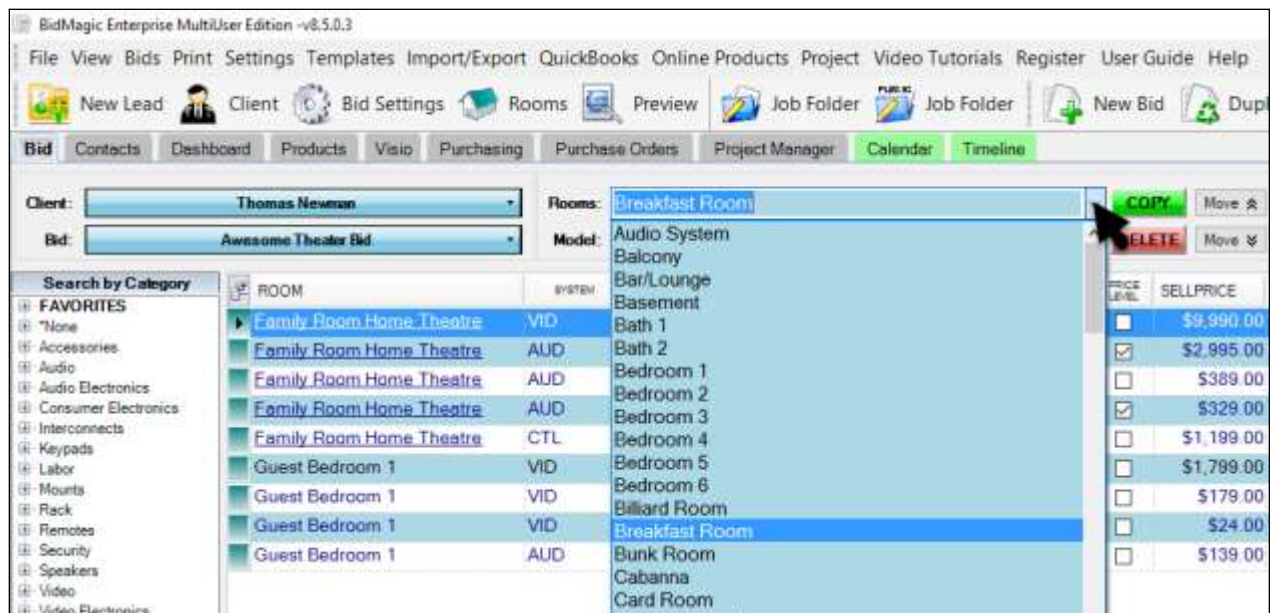 BidMagic Enterprise MultiUser Edition -v8.5.0.3
File View Bids Print Settings Templates Import/Export QuickBooks Online Products Project Video Tutorials Register User Guide Help
New Lead Client Bid Settings Rooms Preview Job Folder PUBLIC Job Folder New Bid Dupl
Bid Contacts Dashboard Products Visio Purchasing Purchase Orders Project Manager Calendar Timeline
Client: Thomas Newman Rooms: Breakfast Room COPY Move
Bid: Awesome Theater Bid Model: Audio System ELETE Move
Balcony
Search by Category ROOM SYSTEM Bar/Lounge PRICE LEVEL SELLPRICE
FAVORITES Basement
*None Family Room Home Theatre VID Bath 1 $9,990.00
Accessories Family Room Home Theatre AUD Bath 2 $2,995.00
Audio Family Room Home Theatre AUD Bedroom 1 $389.00
Audio Electronics Bedroom 2
Consumer Electronics Family Room Home Theatre AUD Bedroom 3 $329.00
Interconnects Family Room Home Theatre CTL Bedroom 4 $1,199.00
Keypads
Labor Guest Bedroom 1 VID Bedroom 5 $1,799.00
Mounts Guest Bedroom 1 VID Bedroom 6 $179.00
Rack Billiard Room
Remotes Guest Bedroom 1 VID Breakfast Room $24.00
Security Guest Bedroom 1 AUD Bunk Room $139.00
Speakers Cabanna
Video Card Room
Video Electronics